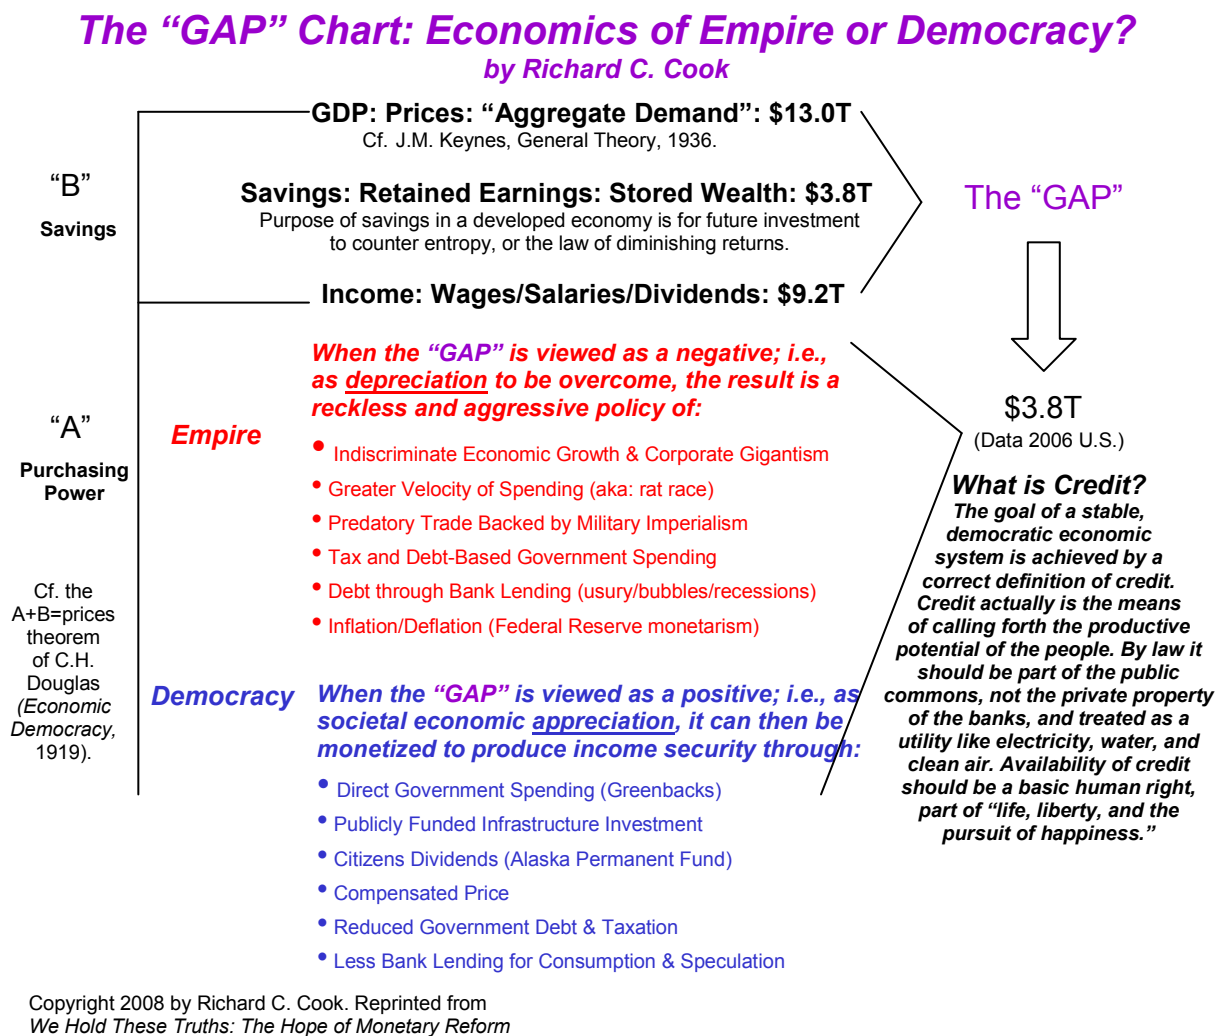 The “GAP” Chart: Economics of Empire or Democracy?
by Richard C. Cook
GDP: Prices: “Aggregate Demand”: $13.0T
Cf. J.M. Keynes, General Theory, 1936.
“B”
Savings
Savings: Retained Earnings: Stored Wealth: $3.8T
Purpose of savings in a developed economy is for future investment
to counter entropy, or the law of diminishing returns.
The “GAP”
Income: Wages/Salaries/Dividends: $9.2T
“A”
Purchasing
Power
Cf. the
A+B=prices
theorem
of C.H.
Douglas
(Economic
Democracy,
1919).
Empire
When the “GAP” is viewed as a negative; i.e.,
as depreciation to be overcome, the result is a
reckless and aggressive policy of:
• Indiscriminate Economic Growth & Corporate Gigantism
• Greater Velocity of Spending (aka: rat race)
• Predatory Trade Backed by Military Imperialism
• Tax and Debt-Based Government Spending
• Debt through Bank Lending (usury/bubbles/recessions)
• Inflation/Deflation (Federal Reserve monetarism)
Democracy
When the “GAP” is viewed as a positive; i.e., as
societal economic appreciation, it can then be
monetized to produce income security through:
• Direct Government Spending (Greenbacks)
• Publicly Funded Infrastructure Investment
• Citizens Dividends (Alaska Permanent Fund)
• Compensated Price
• Reduced Government Debt & Taxation
• Less Bank Lending for Consumption & Speculation
$3.8T
(Data 2006 U.S.)
What is Credit?
The goal of a stable,
democratic economic
system is achieved by a
correct definition of credit.
Credit actually is the means
of calling forth the productive
potential of the people. By law it
should be part of the public
commons, not the private property
of the banks, and treated as a
utility like electricity, water, and
clean air. Availability of credit
should be a basic human right,
part of “life, liberty, and the
pursuit of happiness.”
Copyright 2008 by Richard C. Cook. Reprinted from
We Hold These Truths: The Hope of Monetary Reform